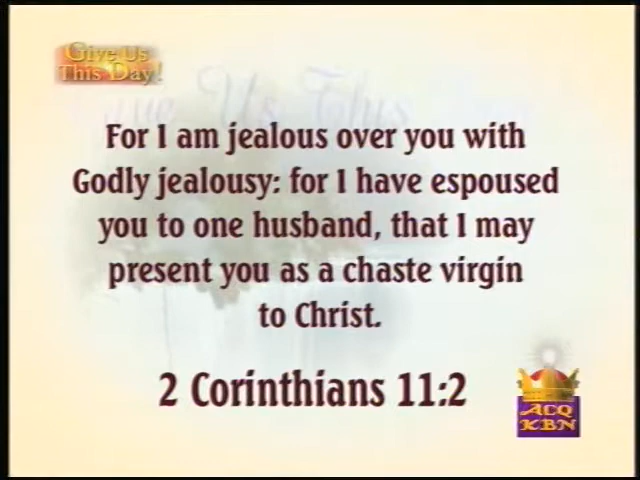 Give Us
This Day!
For I am jealous over you with
Godly jealousy: for I have espoused
you to one husband, that I may
present you as a chaste virgin
to Christ.
2 Corinthians 11:2
ACQ
KBN